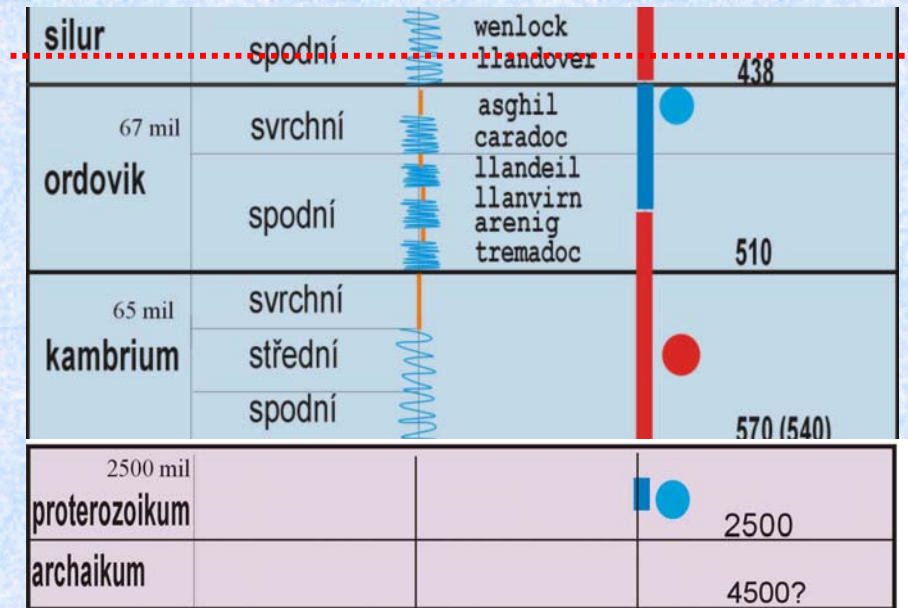 silur
spodní
wenlock
llandover
438
67 mil
ordovik
svrchní
asghil
caradoc
spodní
llandeil
llanvirn
arenig
tremadoc
510
65 mil
kambrium
svrchní
střední
spodní
570 (540)
2500 mil
proterozoikum
2500
archaikum
4500?